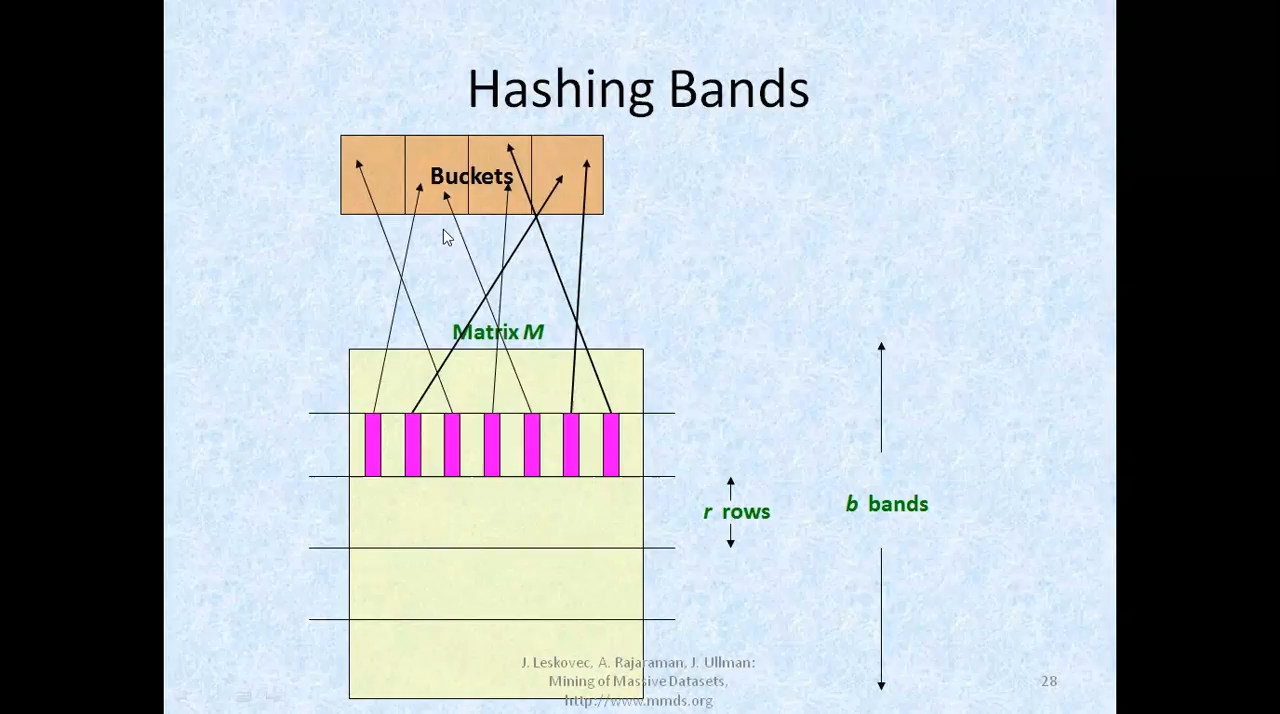 Hashing Bands
Buckets
Matrix M
r rows
b bands
J. Leskovec, A. Rajaraman, J. Ullman:
Mining of Massive Datasets,
http://www.mmds.org
28